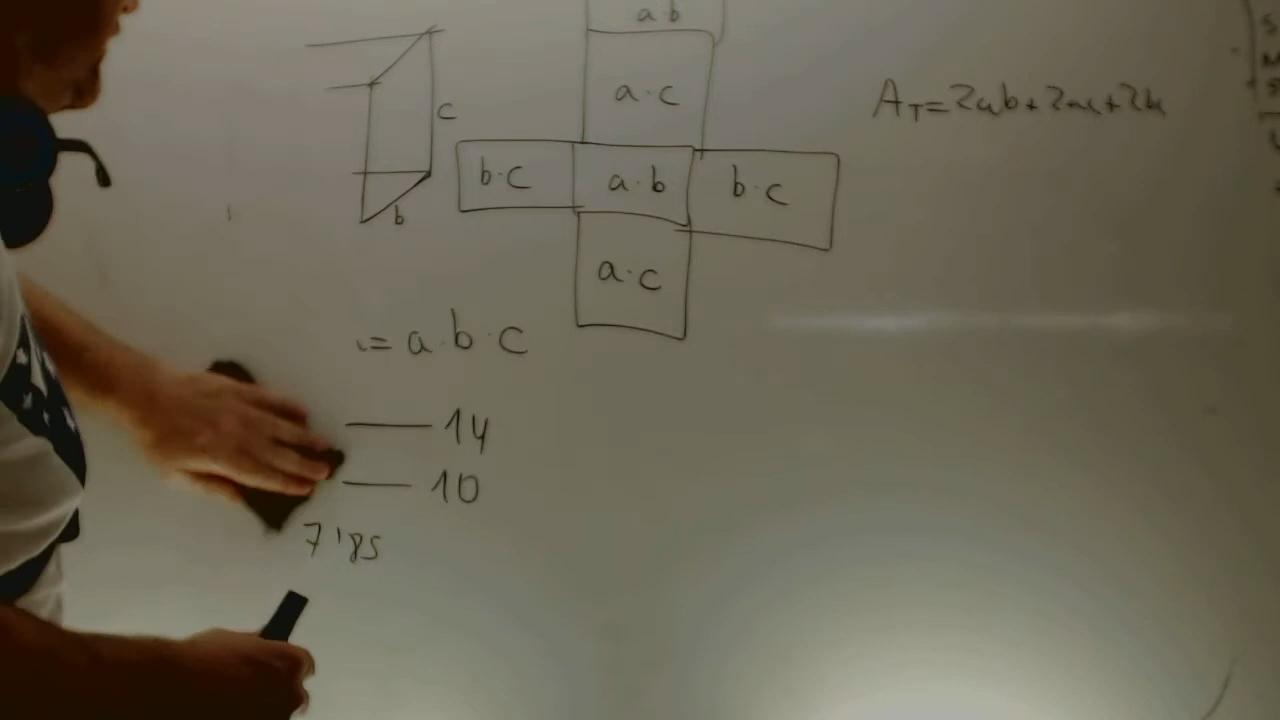 a·b
a·c
c
b·c a·b b·c
b
a·c
A_T=2ab+2ac+2bc
= a·b·c
14
10
7'85